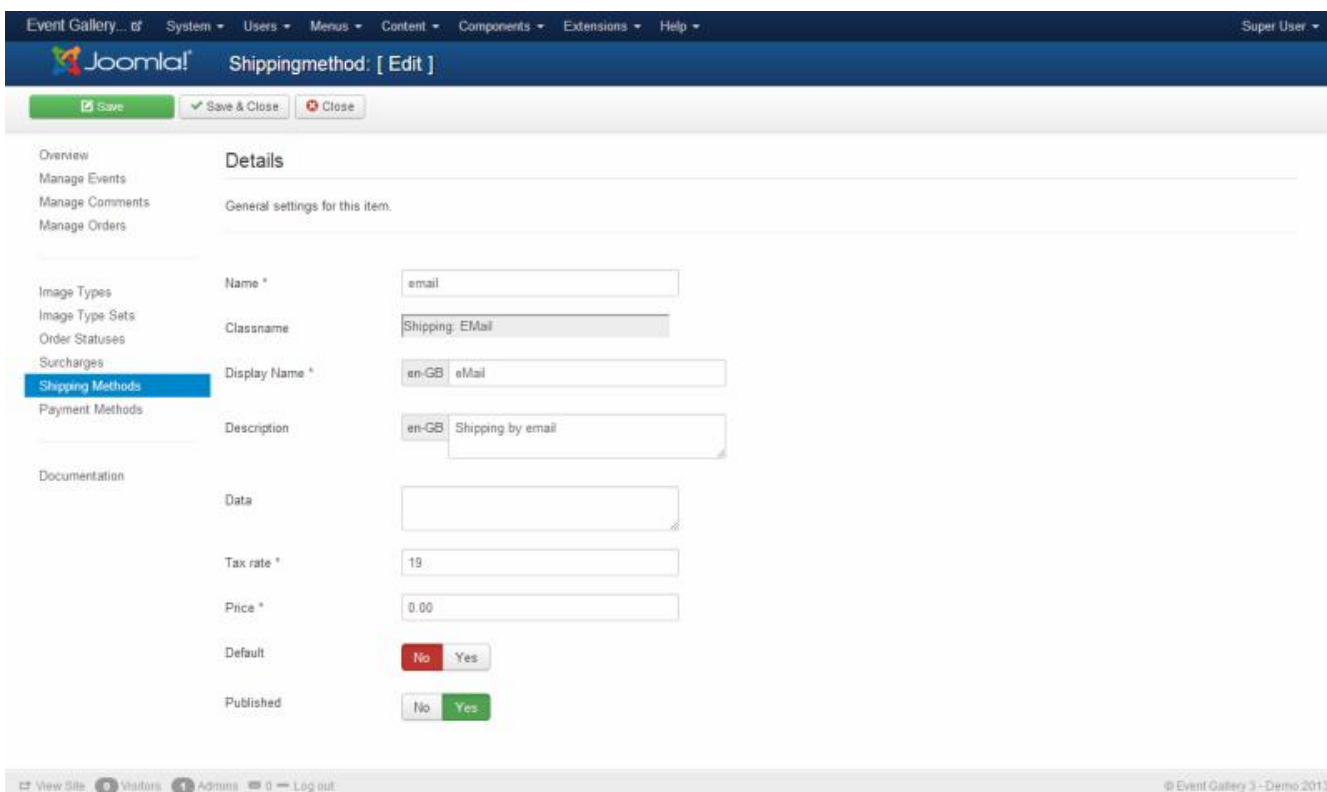 Event Gallery... System Users Menus Content Components Extensions Help Super User
Joomla! Shippingmethod: [ Edit ]
Save Save & Close Close
Overview
Manage Events
Manage Comments
Manage Orders
Image Types
Image Type Sets
Order Statuses
Surcharges
Shipping Methods
Payment Methods
Documentation
Details
General settings for this item.
Name * email
Classname Shipping: EMail
Display Name * en-GB eMail
Description en-GB Shipping by email
Data
Tax rate * 19
Price * 0.00
Default No Yes
Published No Yes
View Site 0 Visitors 1 Admins 0 Log out © Event Gallery 3 - Demo 2013